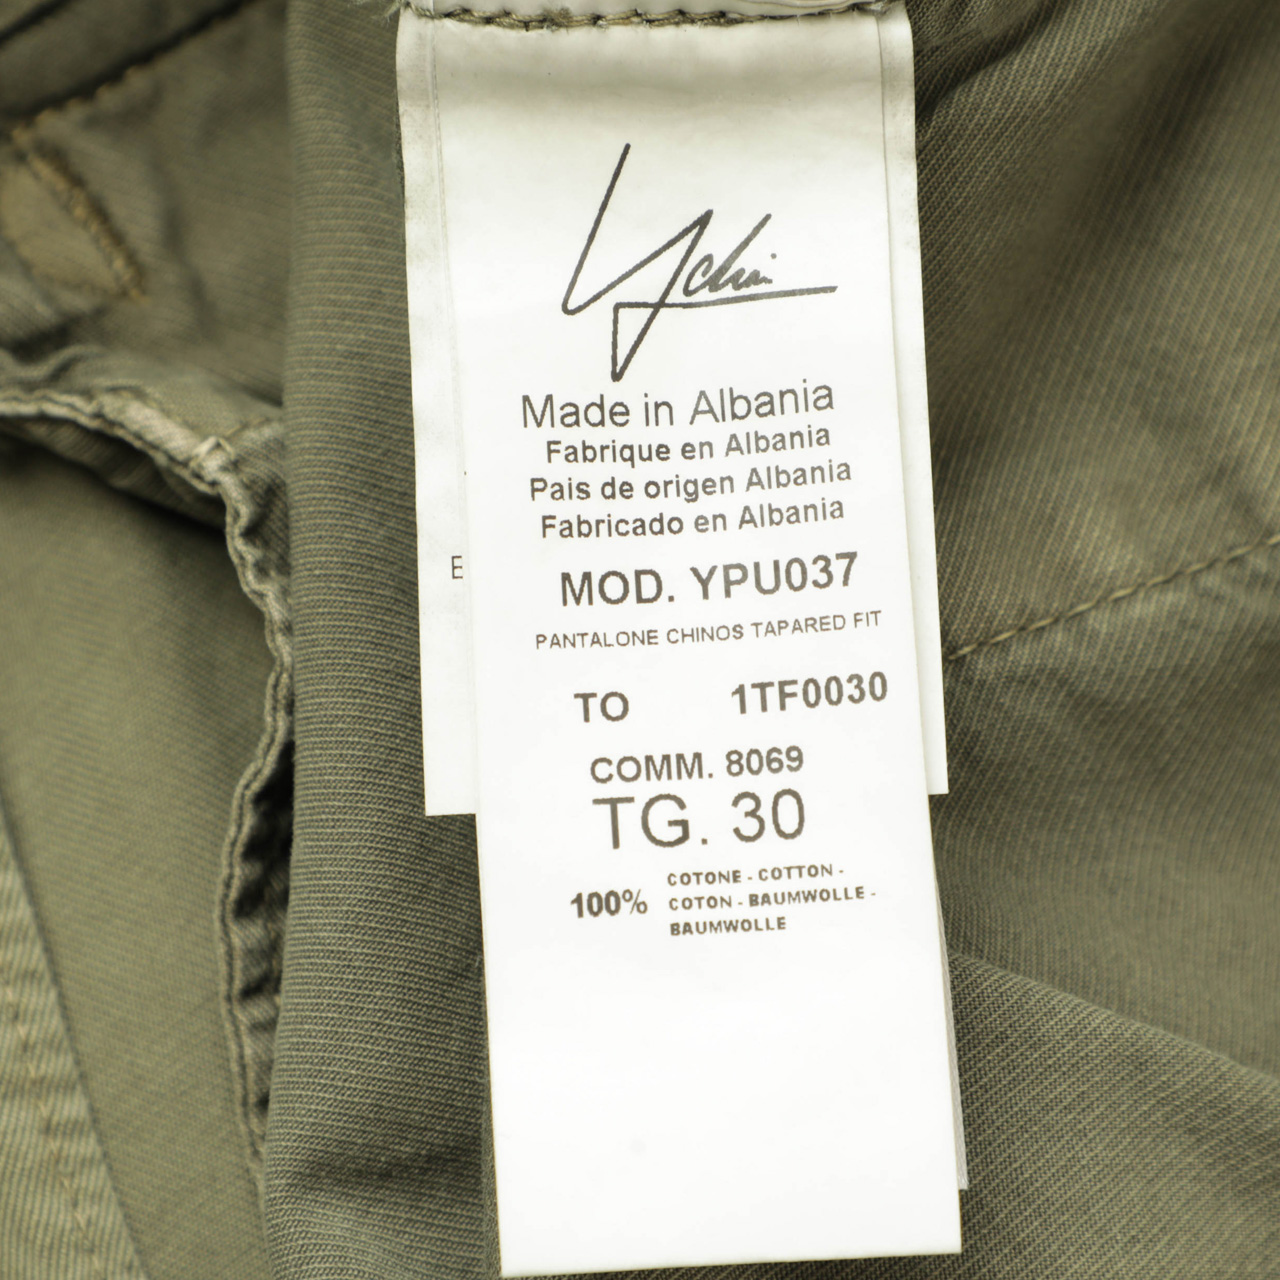 Made in Albania
Fabrique en Albania
Pais de origen Albania
Fabricado en Albania
E
MOD. YPU037
PANTALONE CHINOS TAPARED FIT
TO 1TF0030
COMM. 8069
TG. 30
COTONE - COTTON -
100% COTON - BAUMWOLLE -
BAUMWOLLE